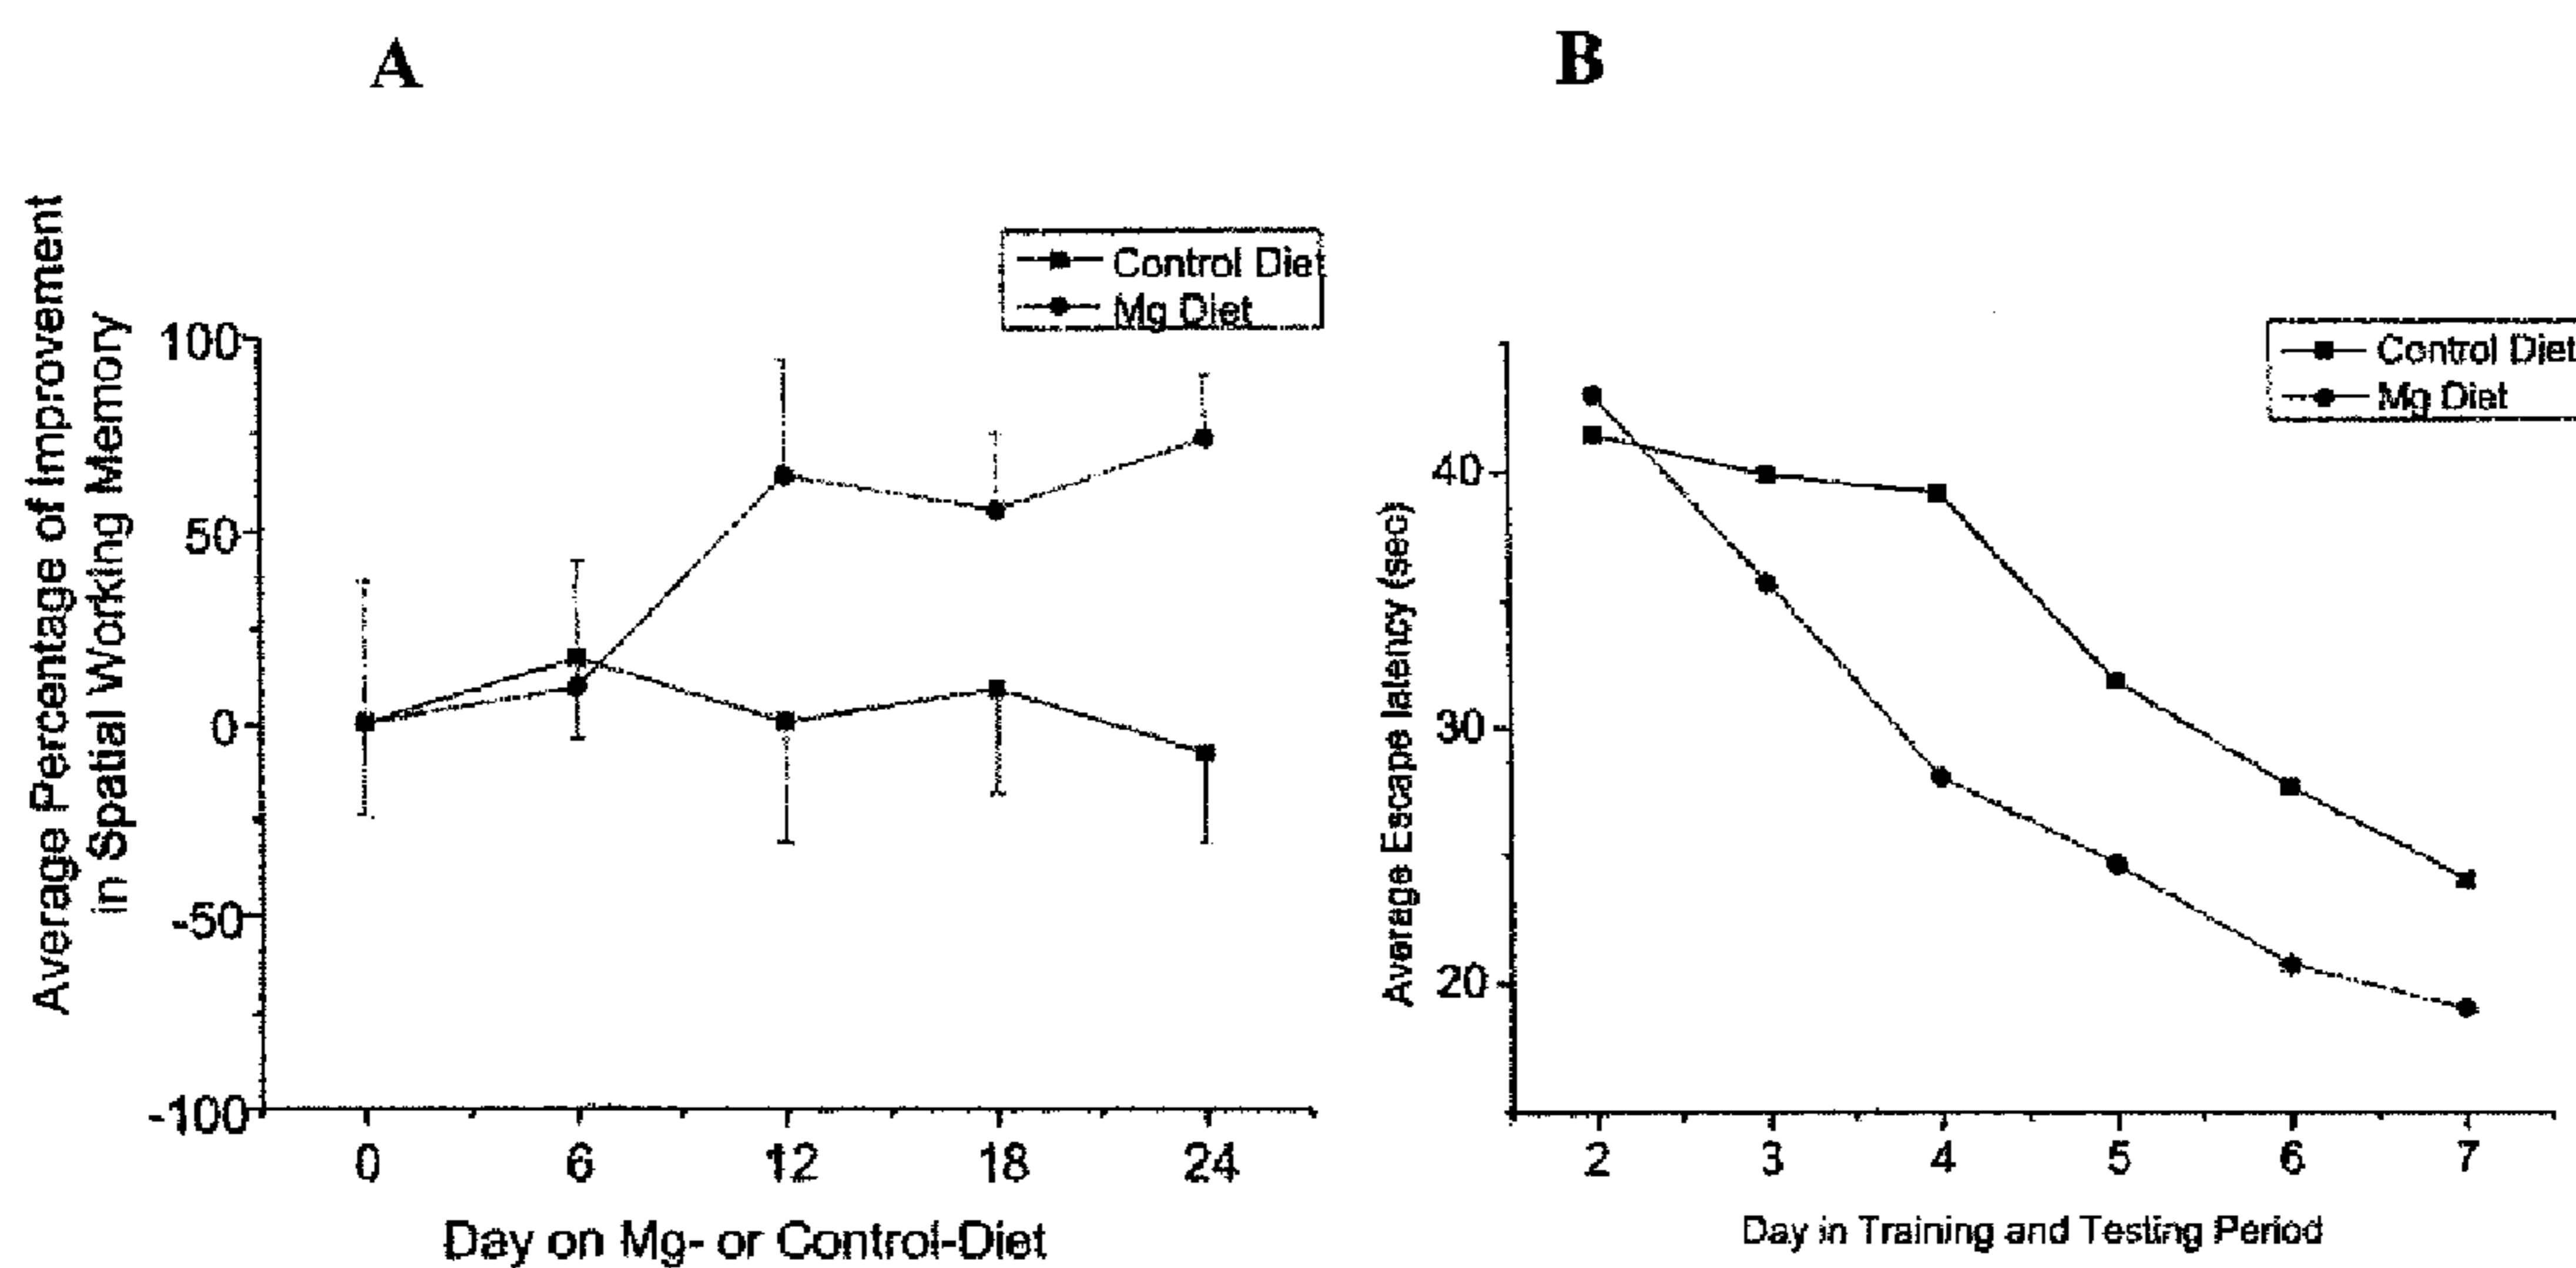 A
Average Percentage of Improvement
in Spatial Working Memory
100
50
0
-50
-100
Control Diet
Mg Diet
0 6 12 18 24
Day on Mg- or Control-Diet
B
Average Escape latency (sec)
40
30
20
Control Diet
Mg Diet
2 3 4 5 6 7
Day in Training and Testing Period